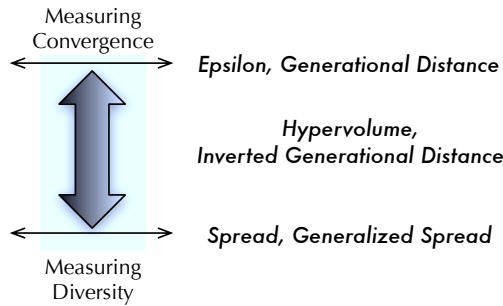 Measuring
Convergence
Epsilon, Generational Distance
Hypervolume,
Inverted Generational Distance
Spread, Generalized Spread
Measuring
Diversity